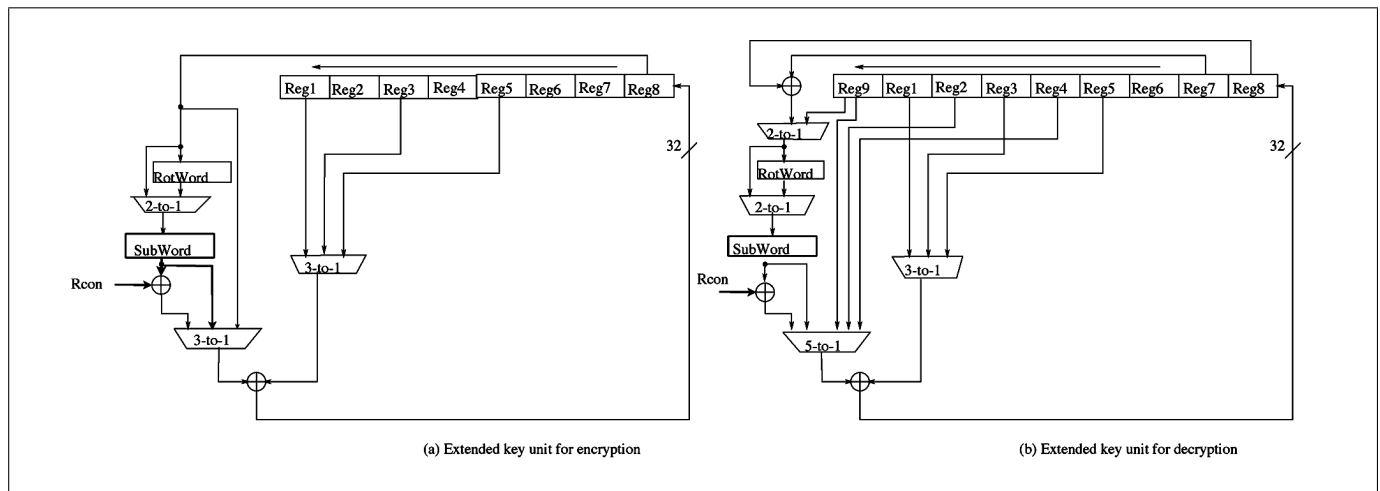 Reg1 Reg2 Reg3 Reg4 Reg5 Reg6 Reg7 Reg8
32
RotWord
2-to-1
SubWord
3-to-1
Rcon
3-to-1
(a) Extended key unit for encryption
Reg9 Reg1 Reg2 Reg3 Reg4 Reg5 Reg6 Reg7 Reg8
2-to-1
32
RotWord
2-to-1
SubWord
3-to-1
Rcon
5-to-1
(b) Extended key unit for decryption